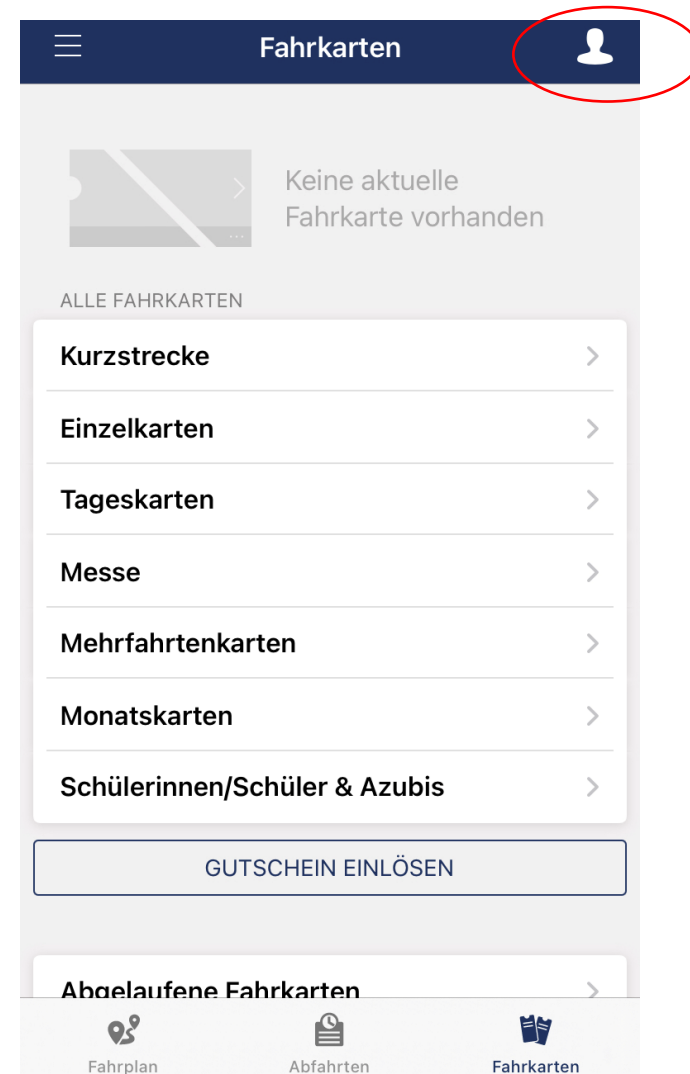 Fahrkarten
Keine aktuelle
Fahrkarte vorhanden
ALLE FAHRKARTEN
Kurzstrecke
Einzelkarten
Tageskarten
Messe
Mehrfahrtenkarten
Monatskarten
Schülerinnen/Schüler & Azubis
GUTSCHEIN EINLÖSEN
Abgelaufene Fahrkarten
Fahrplan
Abfahrten
Fahrkarten